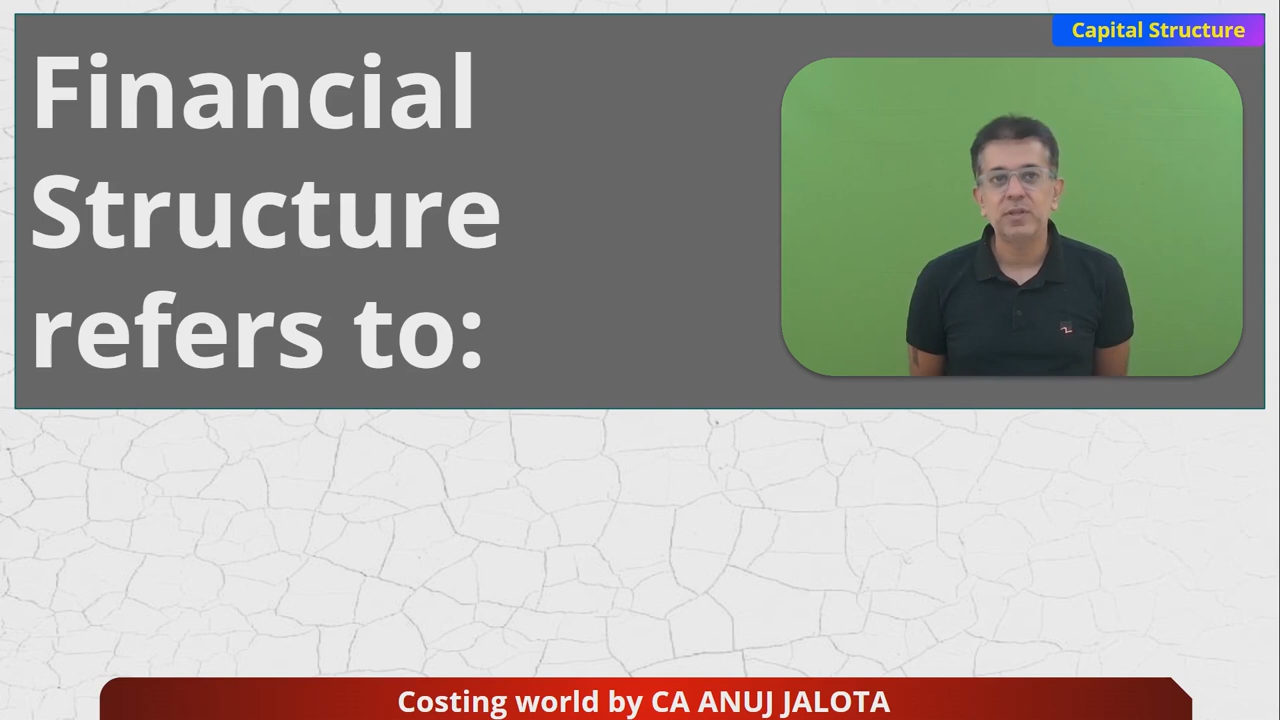 Capital Structure
Financial
Structure
refers to:
Costing world by CA ANUJ JALOTA